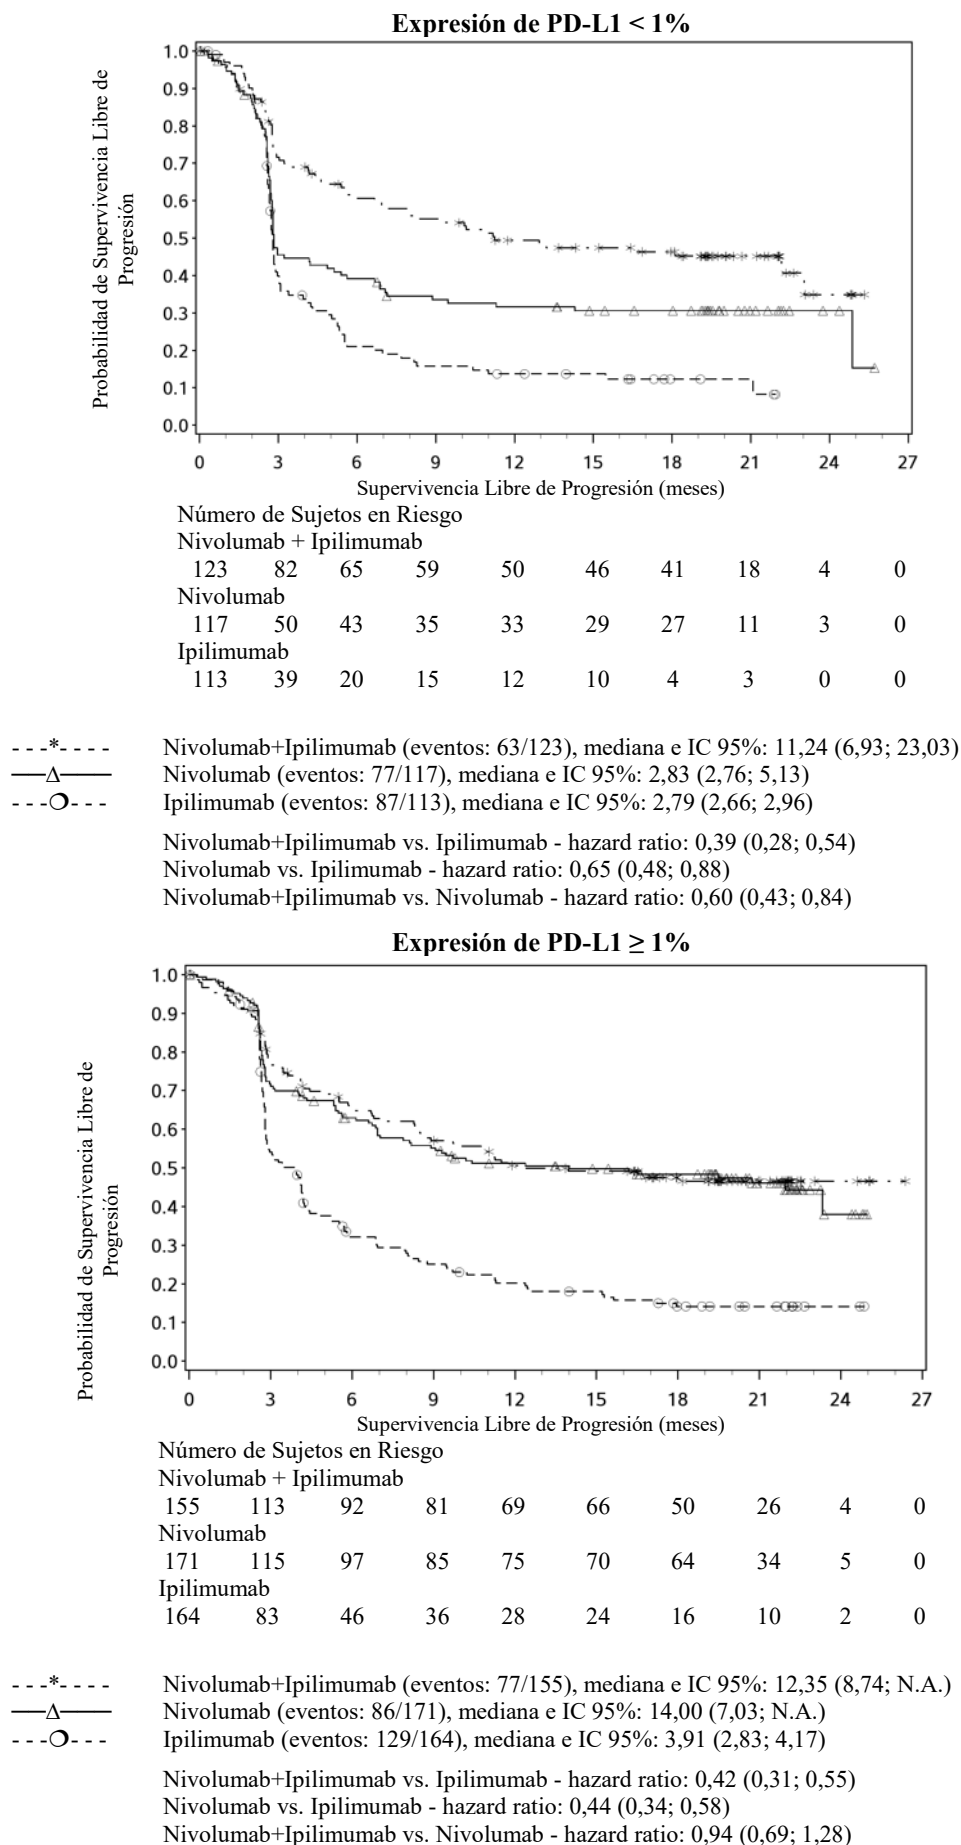 Expresión de PD-L1 < 1%
Probabilidad de Supervivencia Libre de
Progresión
1.0
0.9
0.8
0.7
0.6
0.5
0.4
0.3
0.2
0.1
0.0
0 3 6 9 12 15 18 21 24 27
Supervivencia Libre de Progresión (meses)
Número de Sujetos en Riesgo
Nivolumab + Ipilimumab
123 82 65 59 50 46 41 18 4 0
Nivolumab
117 50 43 35 33 29 27 11 3 0
Ipilimumab
113 39 20 15 12 10 4 3 0 0
- - -*- - - - Nivolumab+Ipilimumab (eventos: 63/123), mediana e IC 95%: 11,24 (6,93; 23,03)
——Δ—— Nivolumab (eventos: 77/117), mediana e IC 95%: 2,83 (2,76; 5,13)
- - -O- - - Ipilimumab (eventos: 87/113), mediana e IC 95%: 2,79 (2,66; 2,96)
Nivolumab+Ipilimumab vs. Ipilimumab - hazard ratio: 0,39 (0,28; 0,54)
Nivolumab vs. Ipilimumab - hazard ratio: 0,65 (0,48; 0,88)
Nivolumab+Ipilimumab vs. Nivolumab - hazard ratio: 0,60 (0,43; 0,84)
Expresión de PD-L1 ≥ 1%
Probabilidad de Supervivencia Libre de
Progresión
1.0
0.9
0.8
0.7
0.6
0.5
0.4
0.3
0.2
0.1
0.0
0 3 6 9 12 15 18 21 24 27
Supervivencia Libre de Progresión (meses)
Número de Sujetos en Riesgo
Nivolumab + Ipilimumab
155 113 92 81 69 66 50 26 4 0
Nivolumab
171 115 97 85 75 70 64 34 5 0
Ipilimumab
164 83 46 36 28 24 16 10 2 0
- - -*- - - - Nivolumab+Ipilimumab (eventos: 77/155), mediana e IC 95%: 12,35 (8,74; N.A.)
——Δ—— Nivolumab (eventos: 86/171), mediana e IC 95%: 14,00 (7,03; N.A.)
- - -O- - - Ipilimumab (eventos: 129/164), mediana e IC 95%: 3,91 (2,83; 4,17)
Nivolumab+Ipilimumab vs. Ipilimumab - hazard ratio: 0,42 (0,31; 0,55)
Nivolumab vs. Ipilimumab - hazard ratio: 0,44 (0,34; 0,58)
Nivolumab+Ipilimumab vs. Nivolumab - hazard ratio: 0,94 (0,69; 1,28)